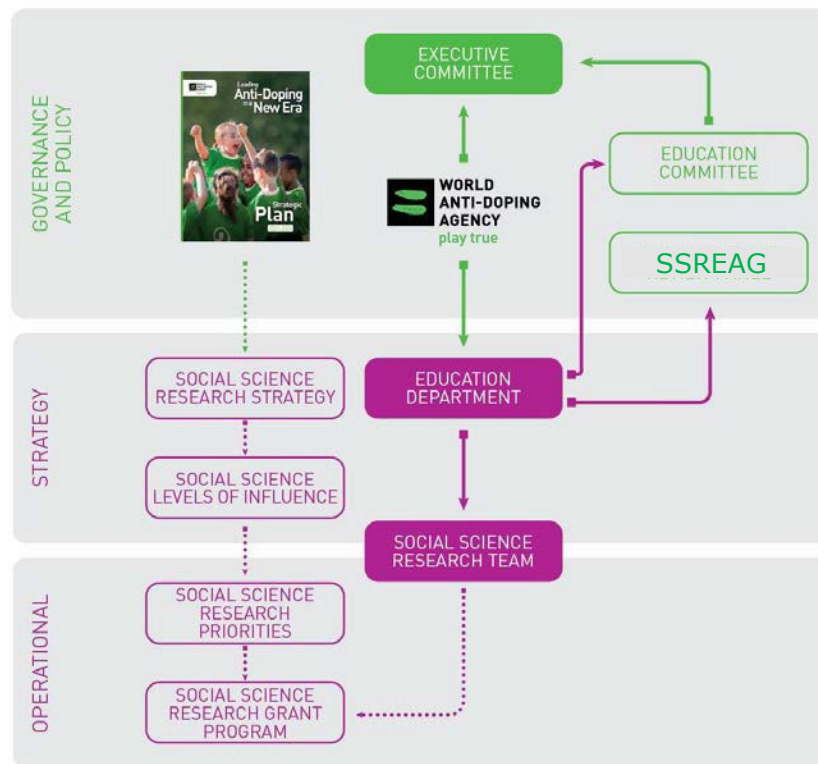 GOVERNANCE
AND POLICY
Leading
Anti-Doping
in a
New Era
Strategic
Plan
EXECUTIVE
COMMITTEE
WORLD
ANTI-DOPING
AGENCY
play true
EDUCATION
COMMITTEE
SSREAG
STRATEGY
SOCIAL SCIENCE
RESEARCH STRATEGY
EDUCATION
DEPARTMENT
SOCIAL SCIENCE
LEVELS OF INFLUENCE
SOCIAL SCIENCE
RESEARCH TEAM
OPERATIONAL
SOCIAL SCIENCE
RESEARCH
PRIORITIES
SOCIAL SCIENCE
RESEARCH GRANT
PROGRAM